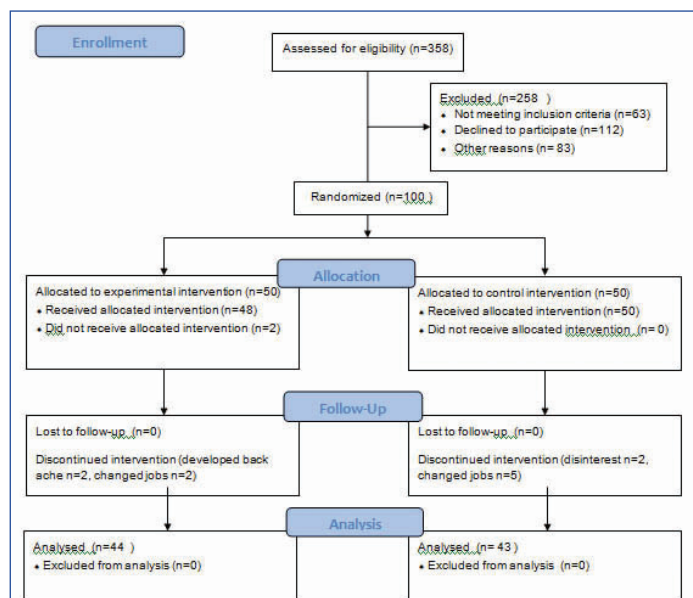 Enrollment
Assessed for eligibility (n=358)
Excluded (n=258 )
• Not meeting inclusion criteria (n=63)
• Declined to participate (n=112)
• Other reasons (n= 83)
Randomized (n=100 )
Allocation
Allocated to experimental intervention (n=50)
• Received allocated intervention (n=48)
• Did not receive allocated intervention (n=2)
Allocated to control intervention (n=50)
• Received allocated intervention (n=50)
• Did not receive allocated intervention (n= 0)
Follow-Up
Lost to follow-up (n=0)
Discontinued intervention (developed back
ache n=2, changed jobs n=2)
Lost to follow-up (n=0)
Discontinued intervention (disinterest n=2,
changed jobs n=5)
Analysis
Analysed (n=44 )
• Excluded from analysis (n=0)
Analysed (n= 43 )
• Excluded from analysis (n=0)